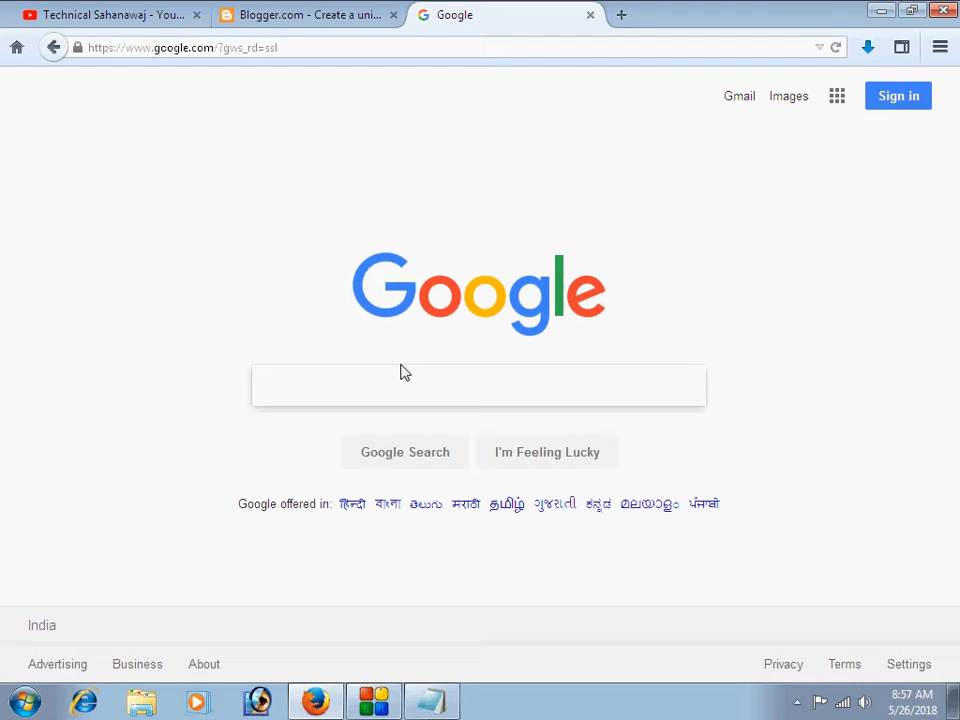 Technical Sahanawaj - You...
Blogger.com - Create a uni...
Google
https://www.google.com/?gws_rd=ssl
Gmail Images Sign in
Google
Google Search I'm Feeling Lucky
Google offered in: हिन्दी বাংলা తెలుగు मराठी தமிழ் ગુજરાતી ಕನ್ನಡ മലയാളം ਪੰਜਾਬੀ
India
Advertising Business About Privacy Terms Settings
8:57 AM
5/26/2018